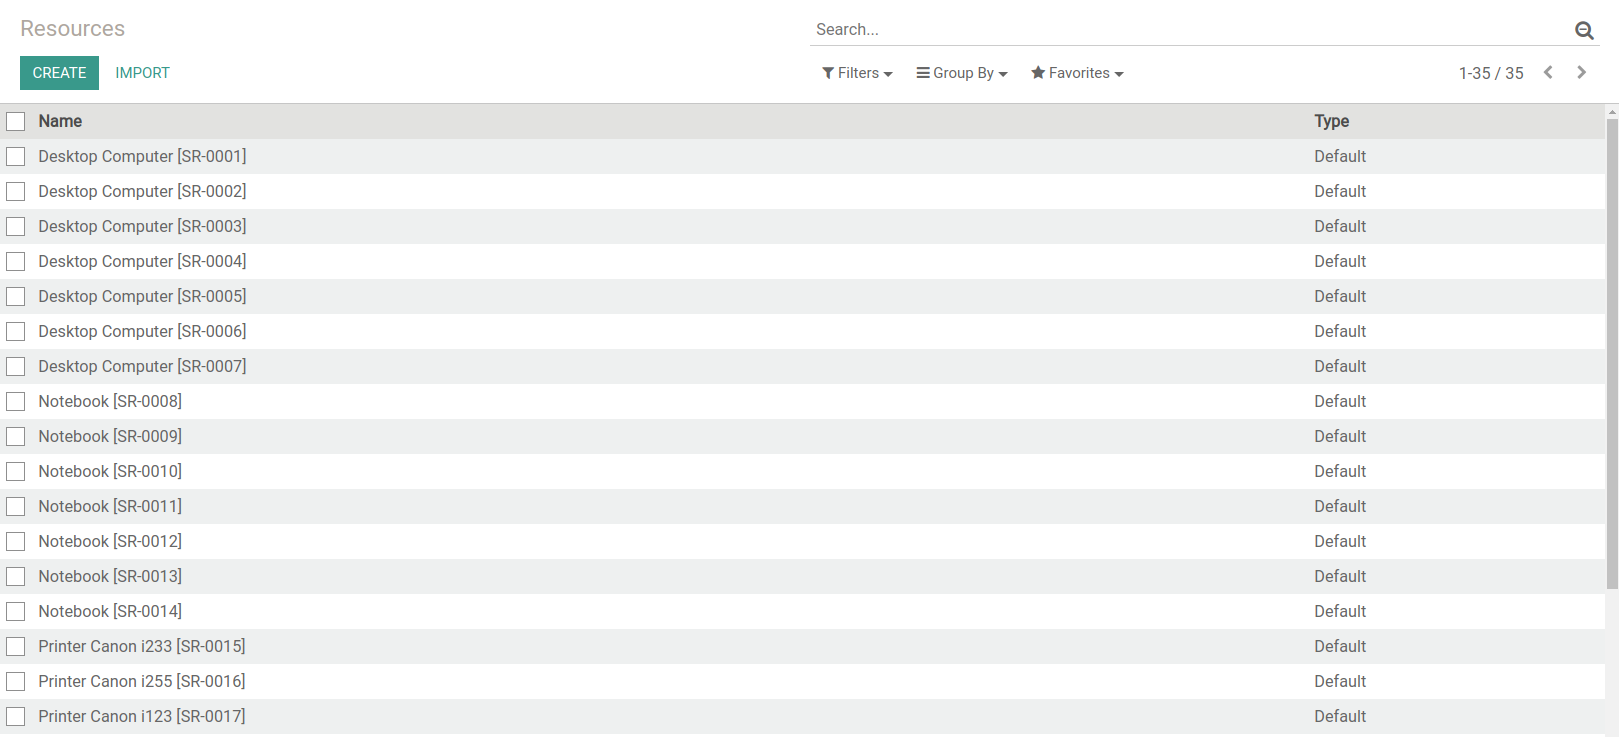 Resources
Search...
CREATE IMPORT
Filters Group By Favorites 1-35 / 35
Name Type
Desktop Computer [SR-0001] Default
Desktop Computer [SR-0002] Default
Desktop Computer [SR-0003] Default
Desktop Computer [SR-0004] Default
Desktop Computer [SR-0005] Default
Desktop Computer [SR-0006] Default
Desktop Computer [SR-0007] Default
Notebook [SR-0008] Default
Notebook [SR-0009] Default
Notebook [SR-0010] Default
Notebook [SR-0011] Default
Notebook [SR-0012] Default
Notebook [SR-0013] Default
Notebook [SR-0014] Default
Printer Canon i233 [SR-0015] Default
Printer Canon i255 [SR-0016] Default
Printer Canon i123 [SR-0017] Default